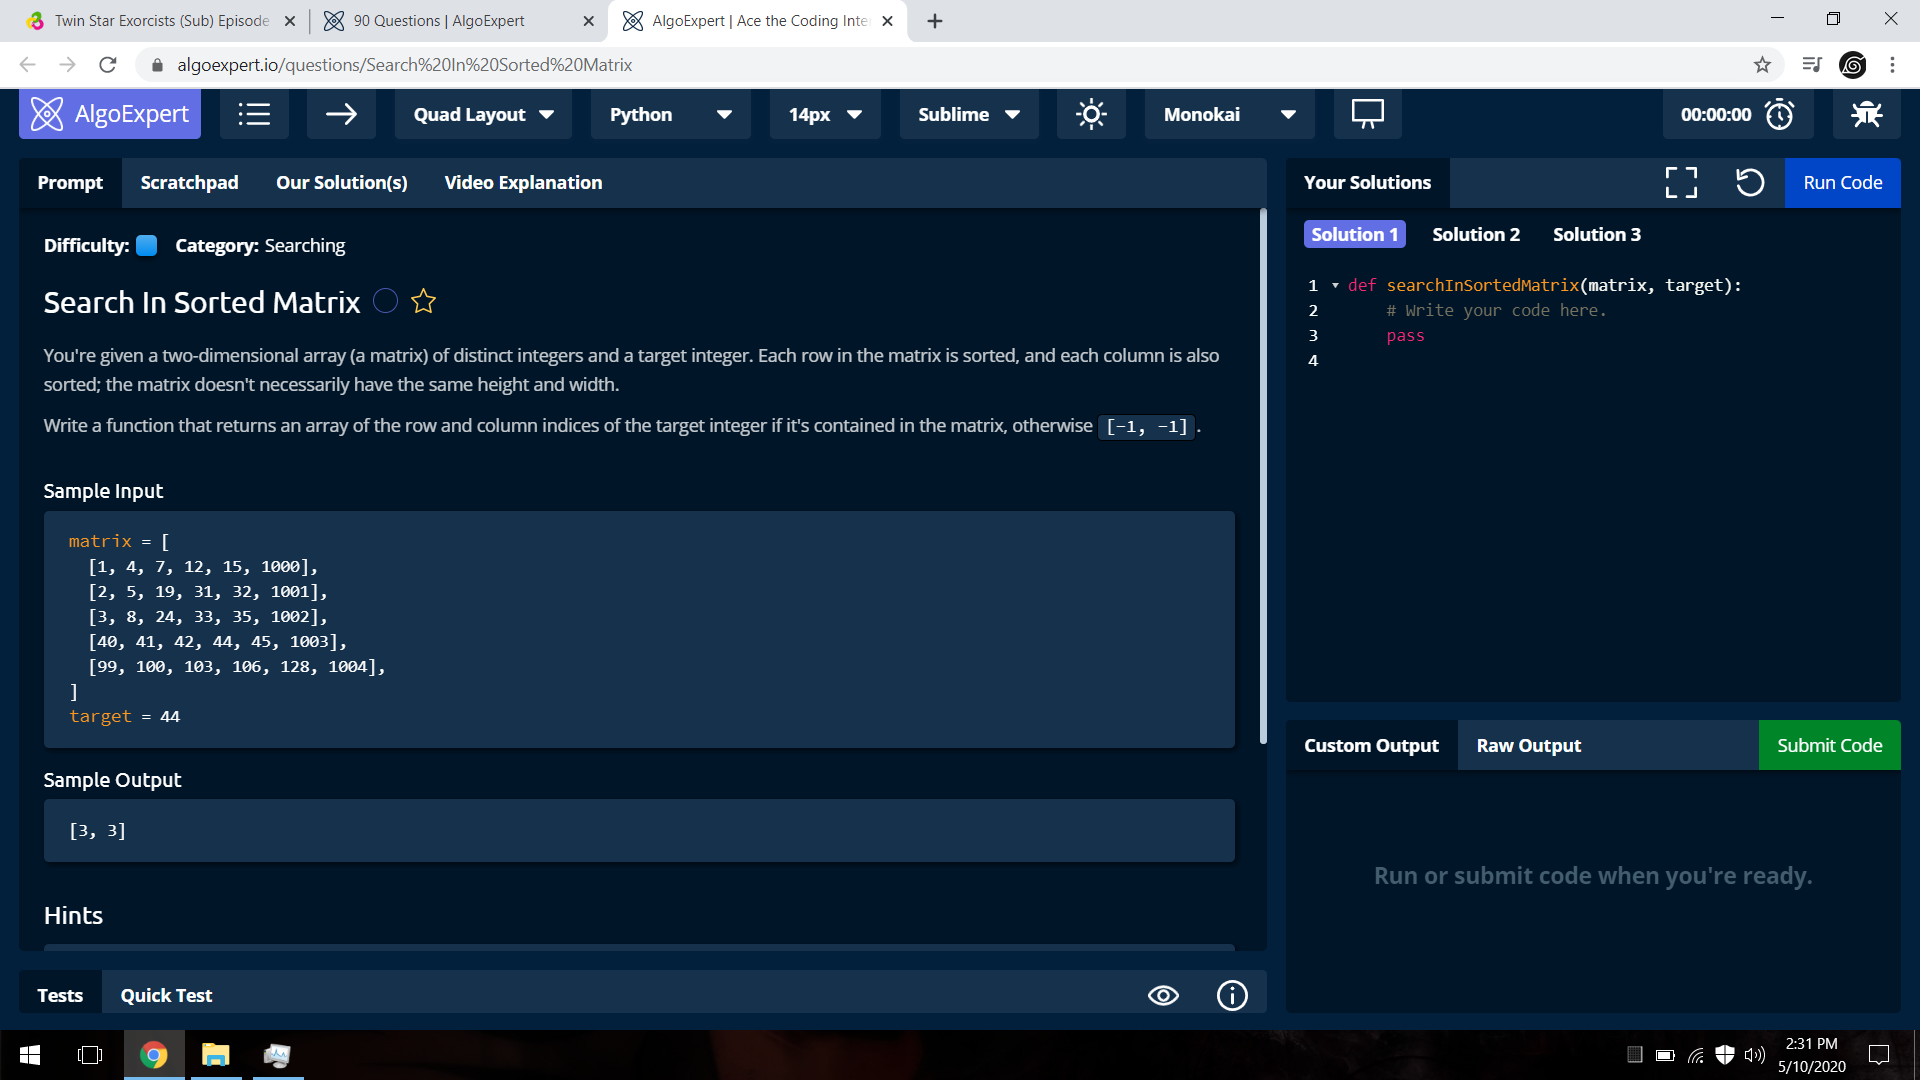 Twin Star Exorcists (Sub) Episode
90 Questions | AlgoExpert
AlgoExpert | Ace the Coding Inte
algoexpert.io/questions/Search%20In%20Sorted%20Matrix
AlgoExpert
Quad Layout
Python
14px
Sublime
Monokai
00:00:00
Prompt
Scratchpad
Our Solution(s)
Video Explanation
Difficulty:
Category: Searching
Search In Sorted Matrix
You're given a two-dimensional array (a matrix) of distinct integers and a target integer. Each row in the matrix is sorted, and each column is also
sorted; the matrix doesn't necessarily have the same height and width.
Write a function that returns an array of the row and column indices of the target integer if it's contained in the matrix, otherwise [-1, -1] .
Sample Input
matrix = [
[1, 4, 7, 12, 15, 1000],
[2, 5, 19, 31, 32, 1001],
[3, 8, 24, 33, 35, 1002],
[40, 41, 42, 44, 45, 1003],
[99, 100, 103, 106, 128, 1004],
]
target = 44
Sample Output
[3, 3]
Hints
Tests
Quick Test
Your Solutions
Run Code
Solution 1
Solution 2
Solution 3
1 def searchInSortedMatrix(matrix, target):
2 # Write your code here.
3 pass
4
Custom Output
Raw Output
Submit Code
Run or submit code when you're ready.
2:31 PM
5/10/2020